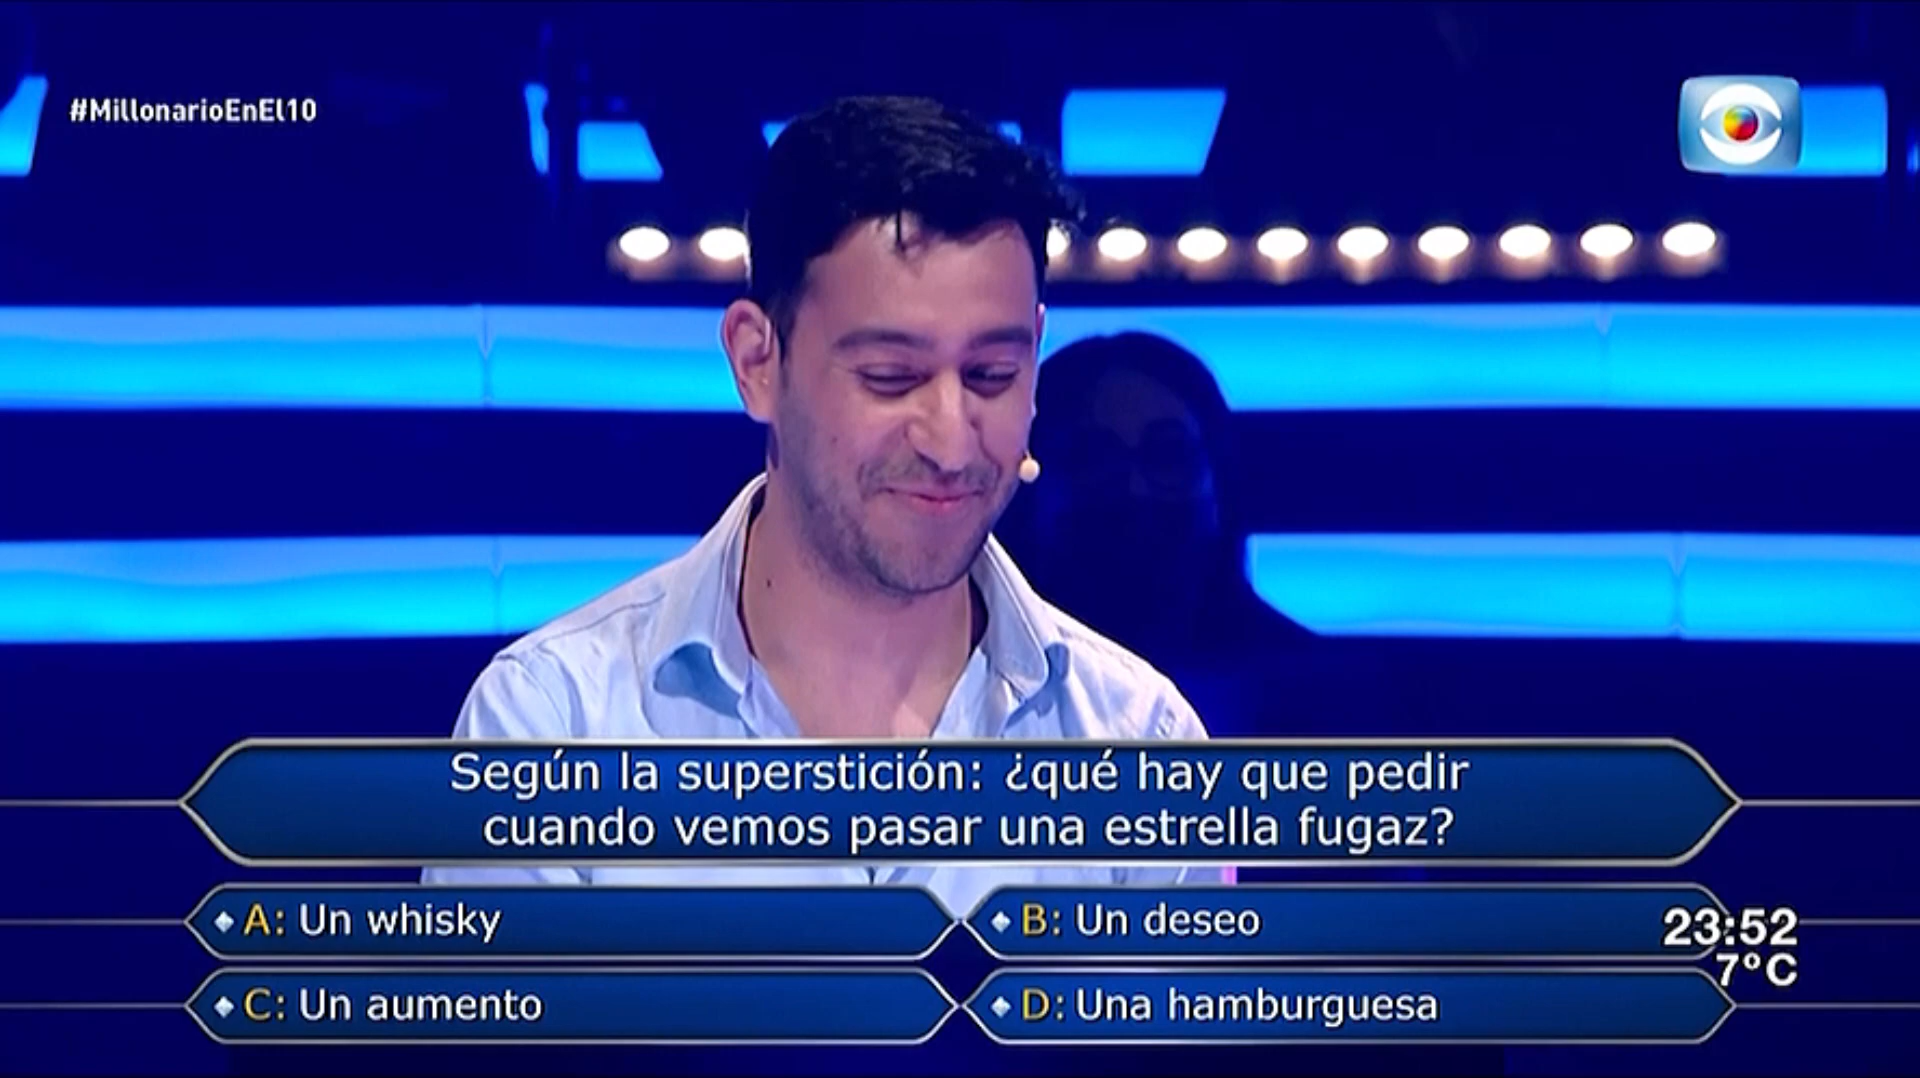 #MillonarioEnEl10
Según la superstición: ¿qué hay que pedir
cuando vemos pasar una estrella fugaz?
A: Un whisky
B: Un deseo
C: Un aumento
D: Una hamburguesa
23:52
7°C